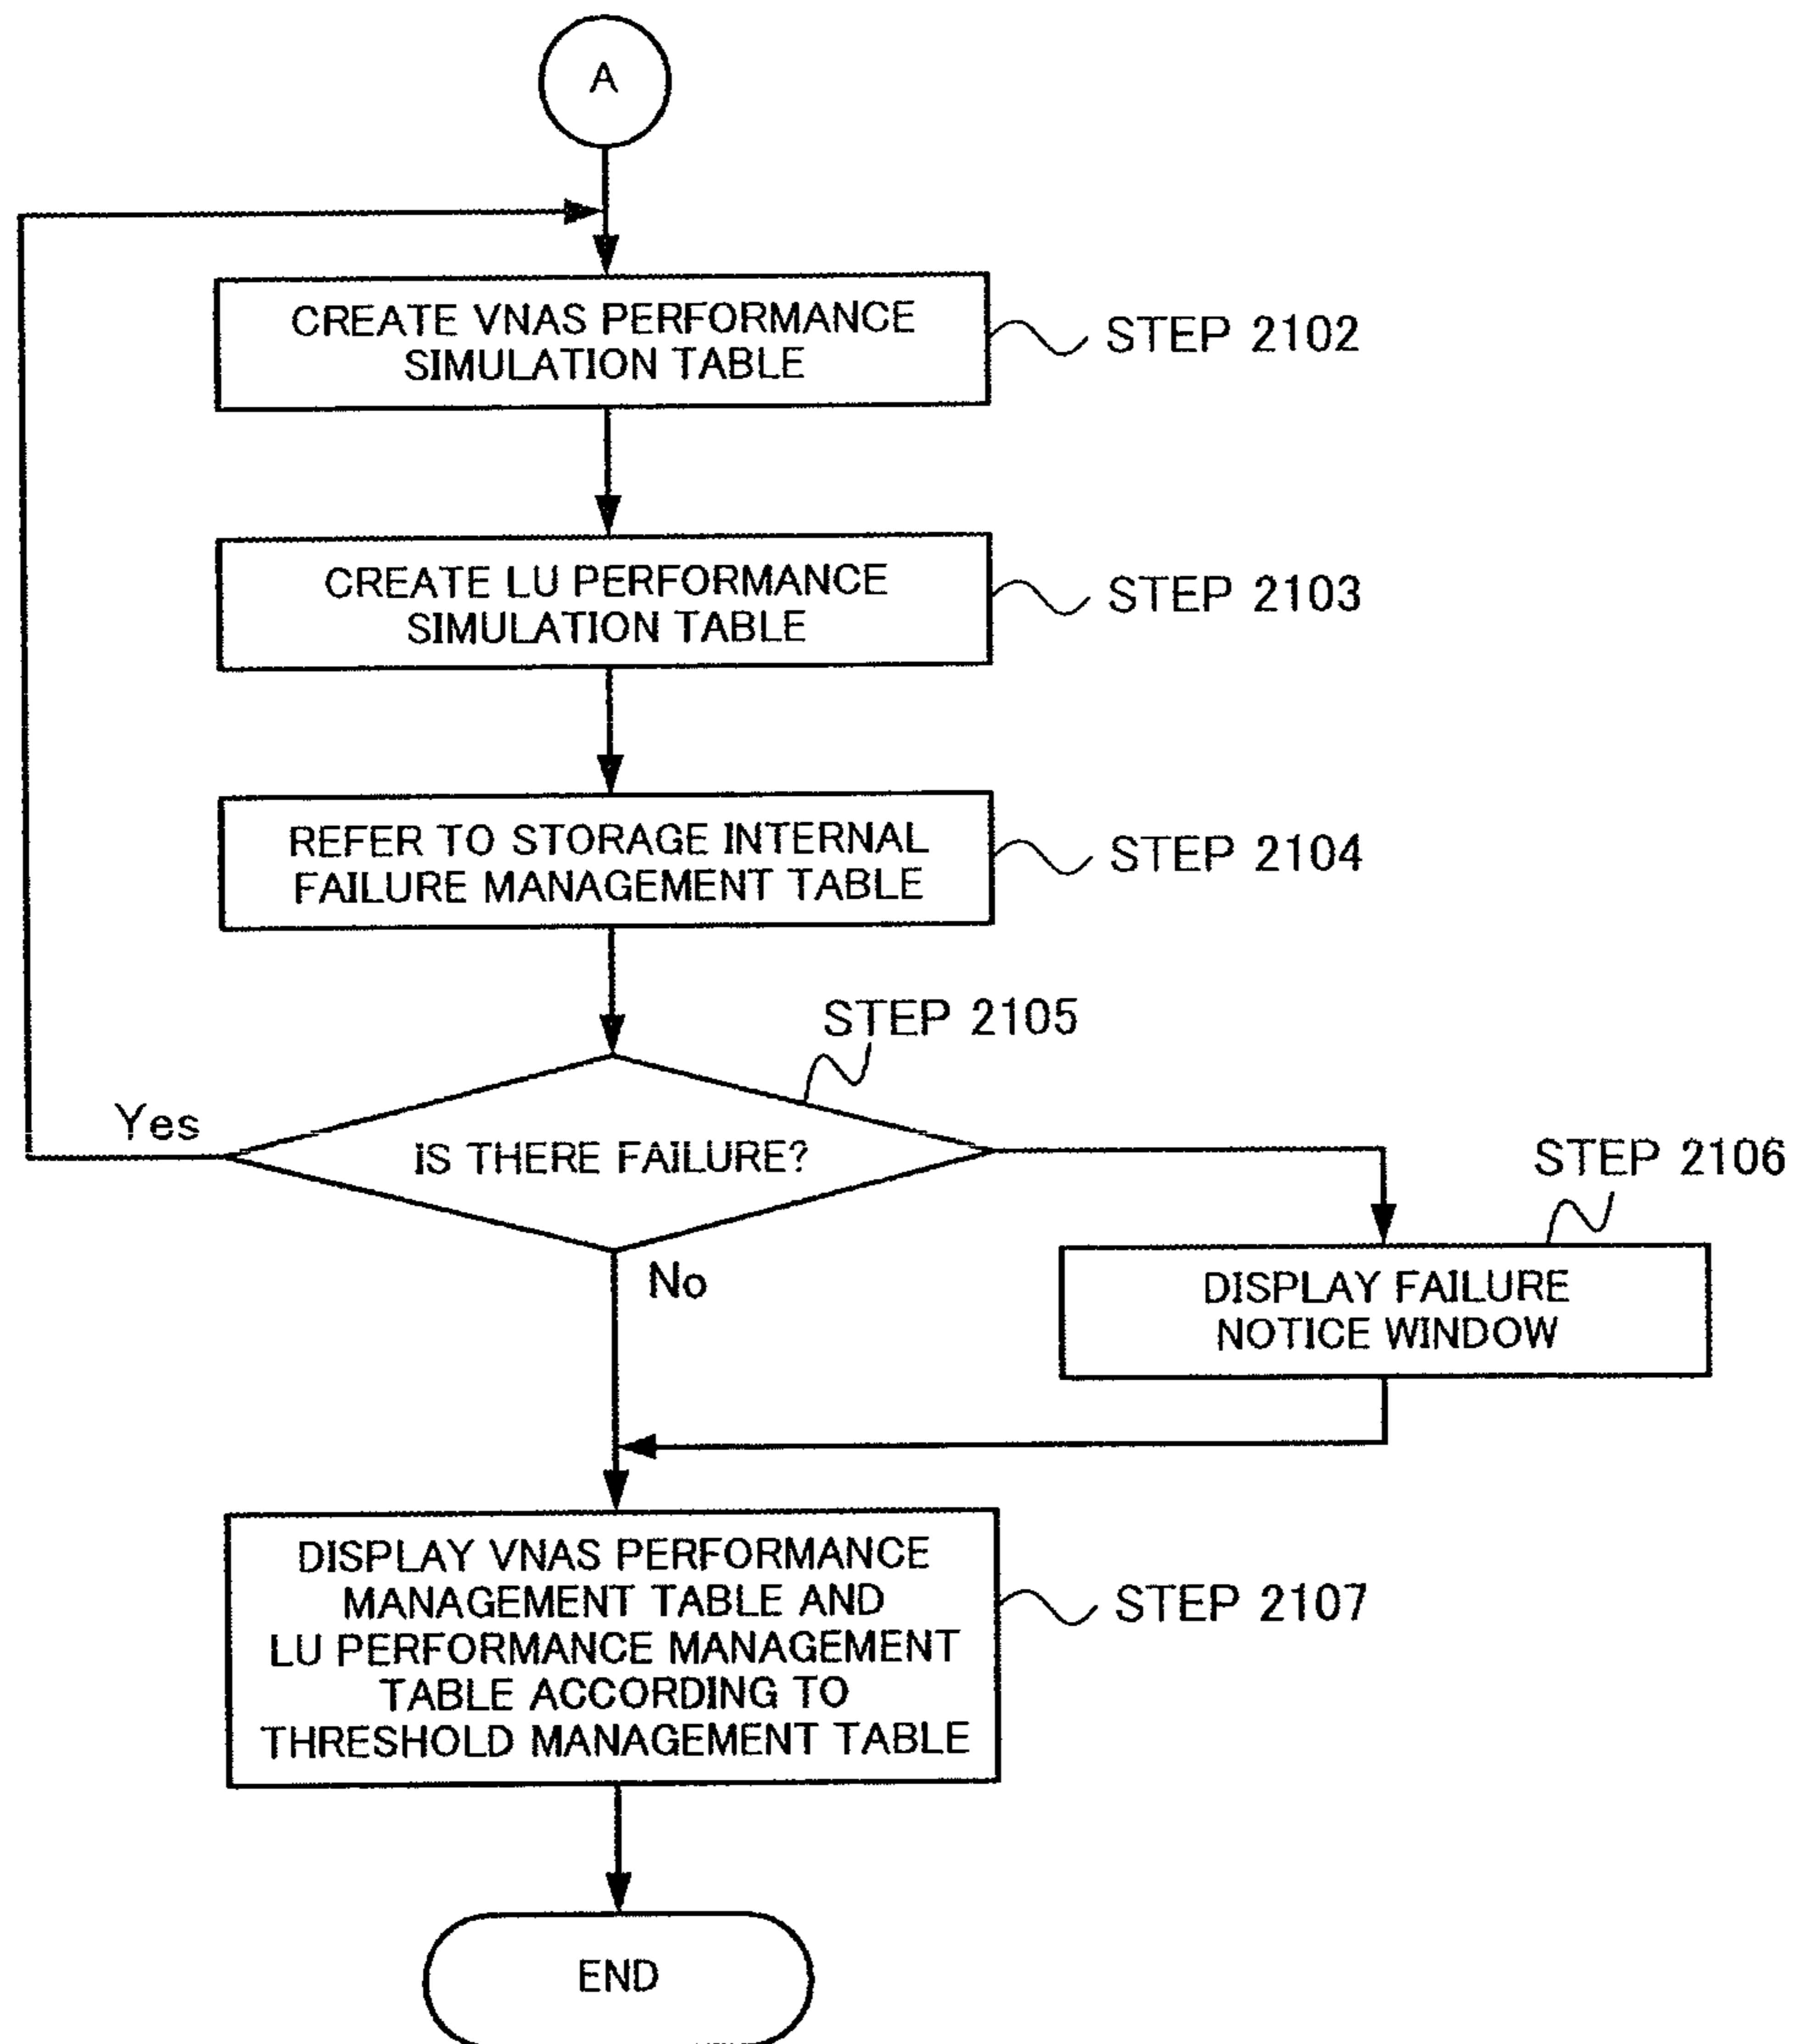 A
CREATE VNAS PERFORMANCE
SIMULATION TABLE
STEP 2102
CREATE LU PERFORMANCE
SIMULATION TABLE
STEP 2103
REFER TO STORAGE INTERNAL
FAILURE MANAGEMENT TABLE
STEP 2104
STEP 2105
Yes
IS THERE FAILURE?
STEP 2106
No
DISPLAY FAILURE
NOTICE WINDOW
DISPLAY VNAS PERFORMANCE
MANAGEMENT TABLE AND
LU PERFORMANCE MANAGEMENT
TABLE ACCORDING TO
THRESHOLD MANAGEMENT TABLE
STEP 2107
END